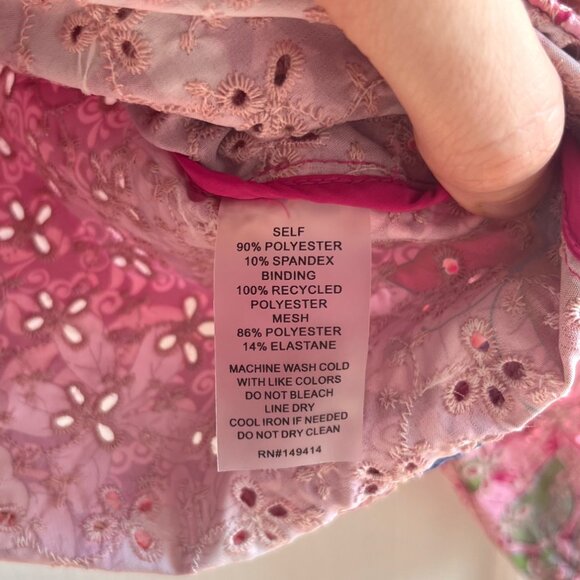 SELF
90% POLYESTER
10% SPANDEX
BINDING
100% RECYCLED
POLYESTER
MESH
86% POLYESTER
14% ELASTANE
MACHINE WASH COLD
WITH LIKE COLORS
DO NOT BLEACH
LINE DRY
COOL IRON IF NEEDED
DO NOT DRY CLEAN
RN#149414